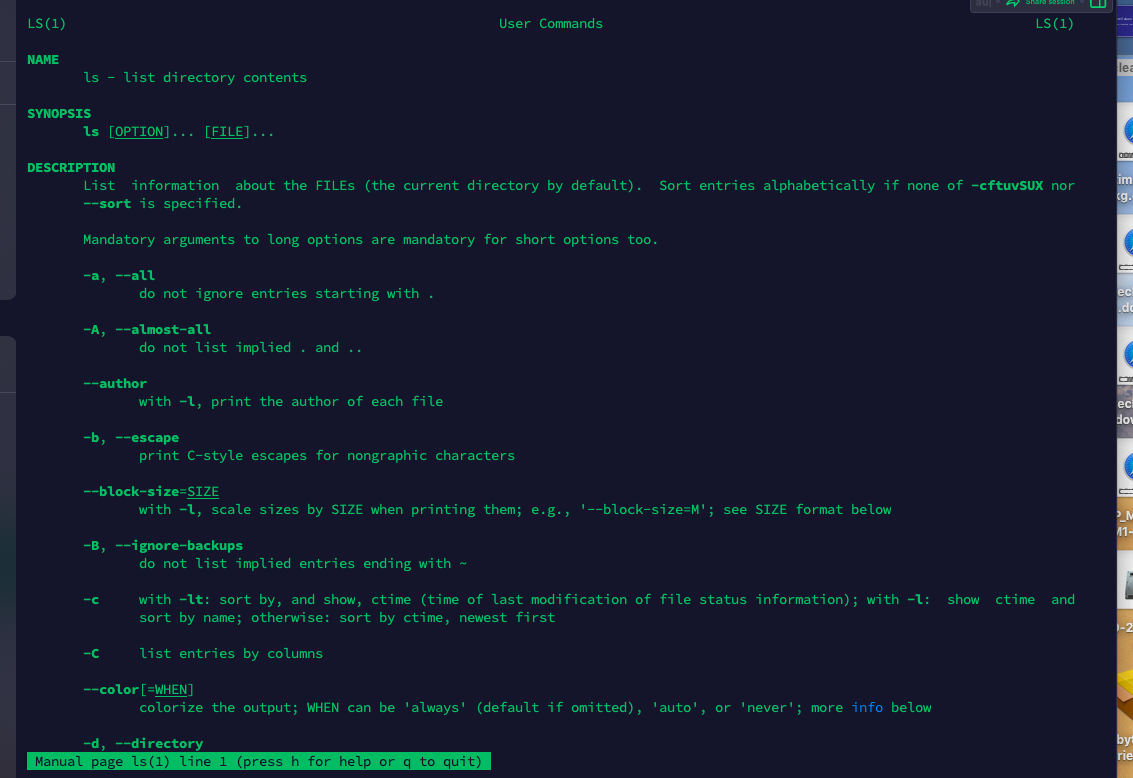 Share session
LS(1) User Commands LS(1)
NAME
ls - list directory contents
SYNOPSIS
ls [OPTION]... [FILE]...
DESCRIPTION
List information about the FILEs (the current directory by default). Sort entries alphabetically if none of -cftuvSUX nor
--sort is specified.
Mandatory arguments to long options are mandatory for short options too.
-a, --all
do not ignore entries starting with .
-A, --almost-all
do not list implied . and ..
--author
with -l, print the author of each file
-b, --escape
print C-style escapes for nongraphic characters
--block-size=SIZE
with -l, scale sizes by SIZE when printing them; e.g., '--block-size=M'; see SIZE format below
-B, --ignore-backups
do not list implied entries ending with ~
-c with -lt: sort by, and show, ctime (time of last modification of file status information); with -l: show ctime and
sort by name; otherwise: sort by ctime, newest first
-C list entries by columns
--color[=WHEN]
colorize the output; WHEN can be 'always' (default if omitted), 'auto', or 'never'; more info below
-d, --directory
Manual page ls(1) line 1 (press h for help or q to quit)